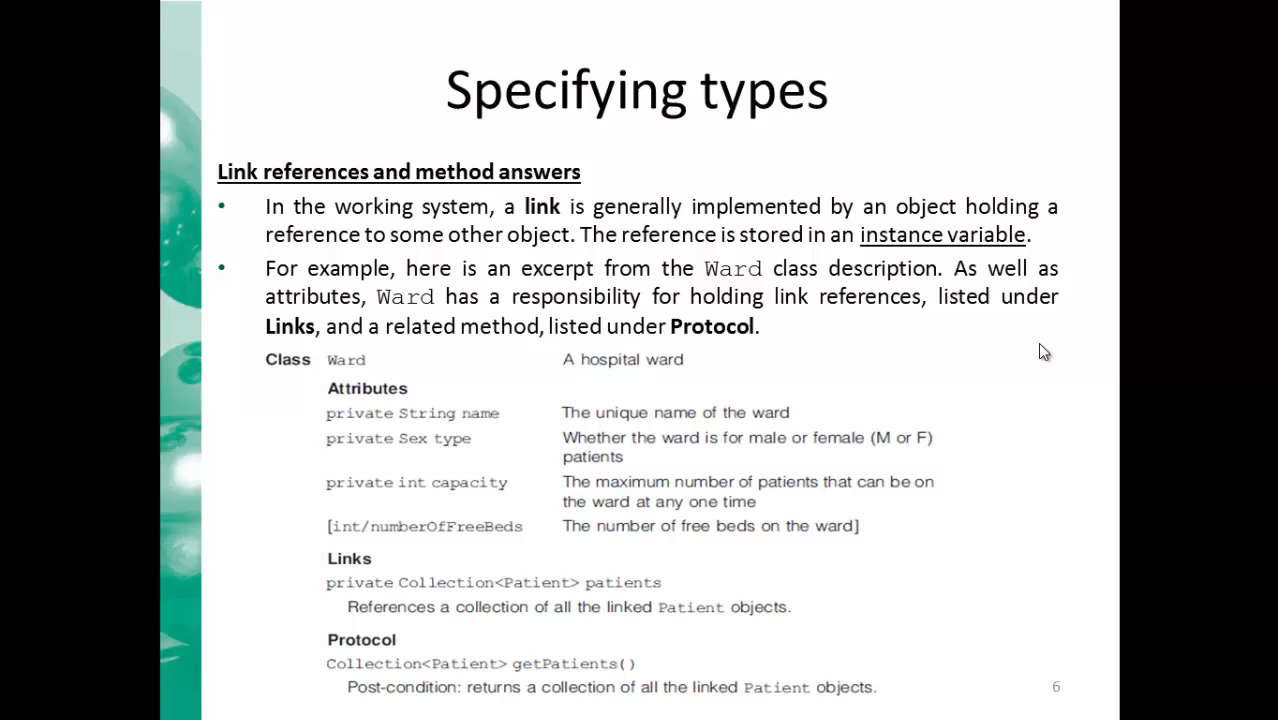 Specifying types
Link references and method answers
• In the working system, a link is generally implemented by an object holding a
reference to some other object. The reference is stored in an instance variable.
• For example, here is an excerpt from the Ward class description. As well as
attributes, Ward has a responsibility for holding link references, listed under
Links, and a related method, listed under Protocol.
Class Ward A hospital ward
Attributes
private String name The unique name of the ward
private Sex type Whether the ward is for male or female (M or F)
patients
private int capacity The maximum number of patients that can be on
the ward at any one time
[int/numberOfFreeBeds The number of free beds on the ward]
Links
private Collection<Patient> patients
References a collection of all the linked Patient objects.
Protocol
Collection<Patient> getPatients()
Post-condition: returns a collection of all the linked Patient objects.
6